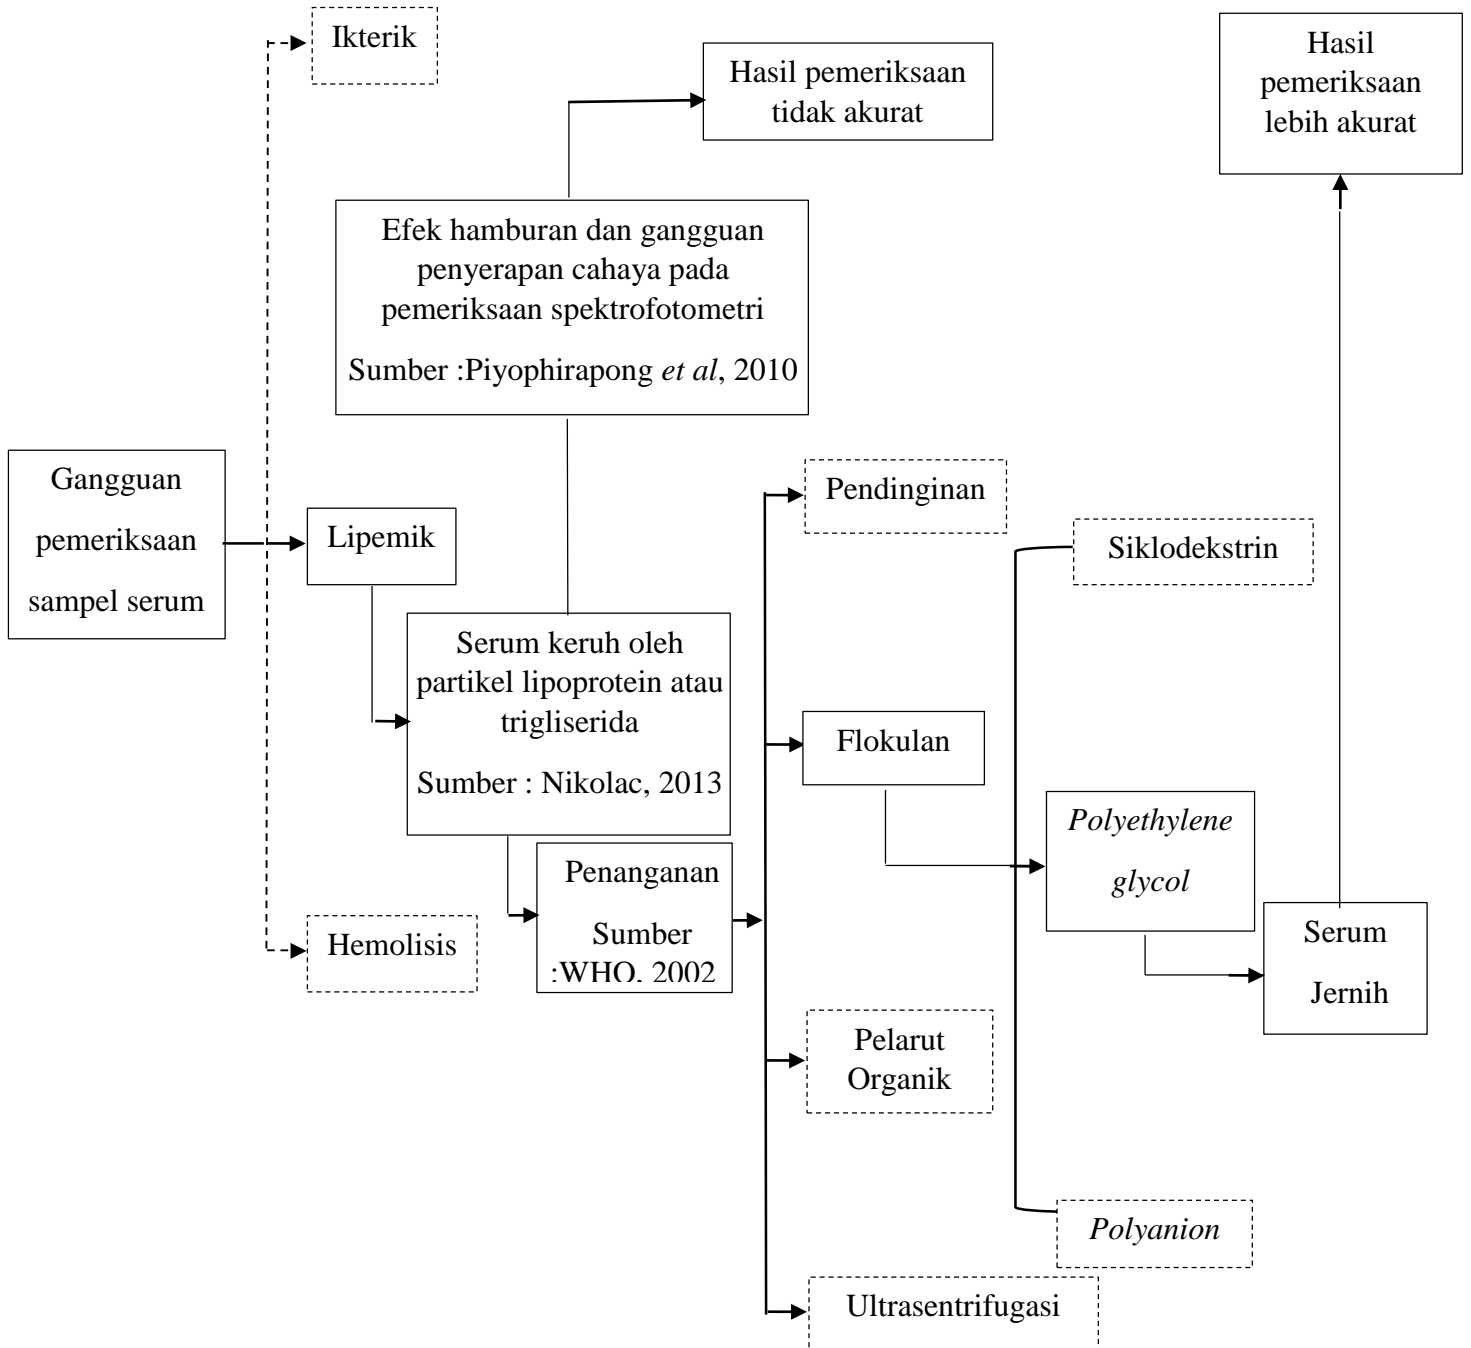 Ikterik
Hasil pemeriksaan
tidak akurat
Hasil
pemeriksaan
lebih akurat
Efek hamburan dan gangguan
penyerapan cahaya pada
pemeriksaan spektrofotometri
Sumber :Piyophirapong et al, 2010
Gangguan
pemeriksaan
sampel serum
Lipemik
Pendinginan
Siklodekstrin
Serum keruh oleh
partikel lipoprotein atau
trigliserida
Sumber : Nikolac, 2013
Flokulan
Polyethylene
glycol
Penanganan
Sumber
:WHO, 2002
Hemolisis
Serum
Jernih
Pelarut
Organik
Polyanion
Ultrasentrifugasi